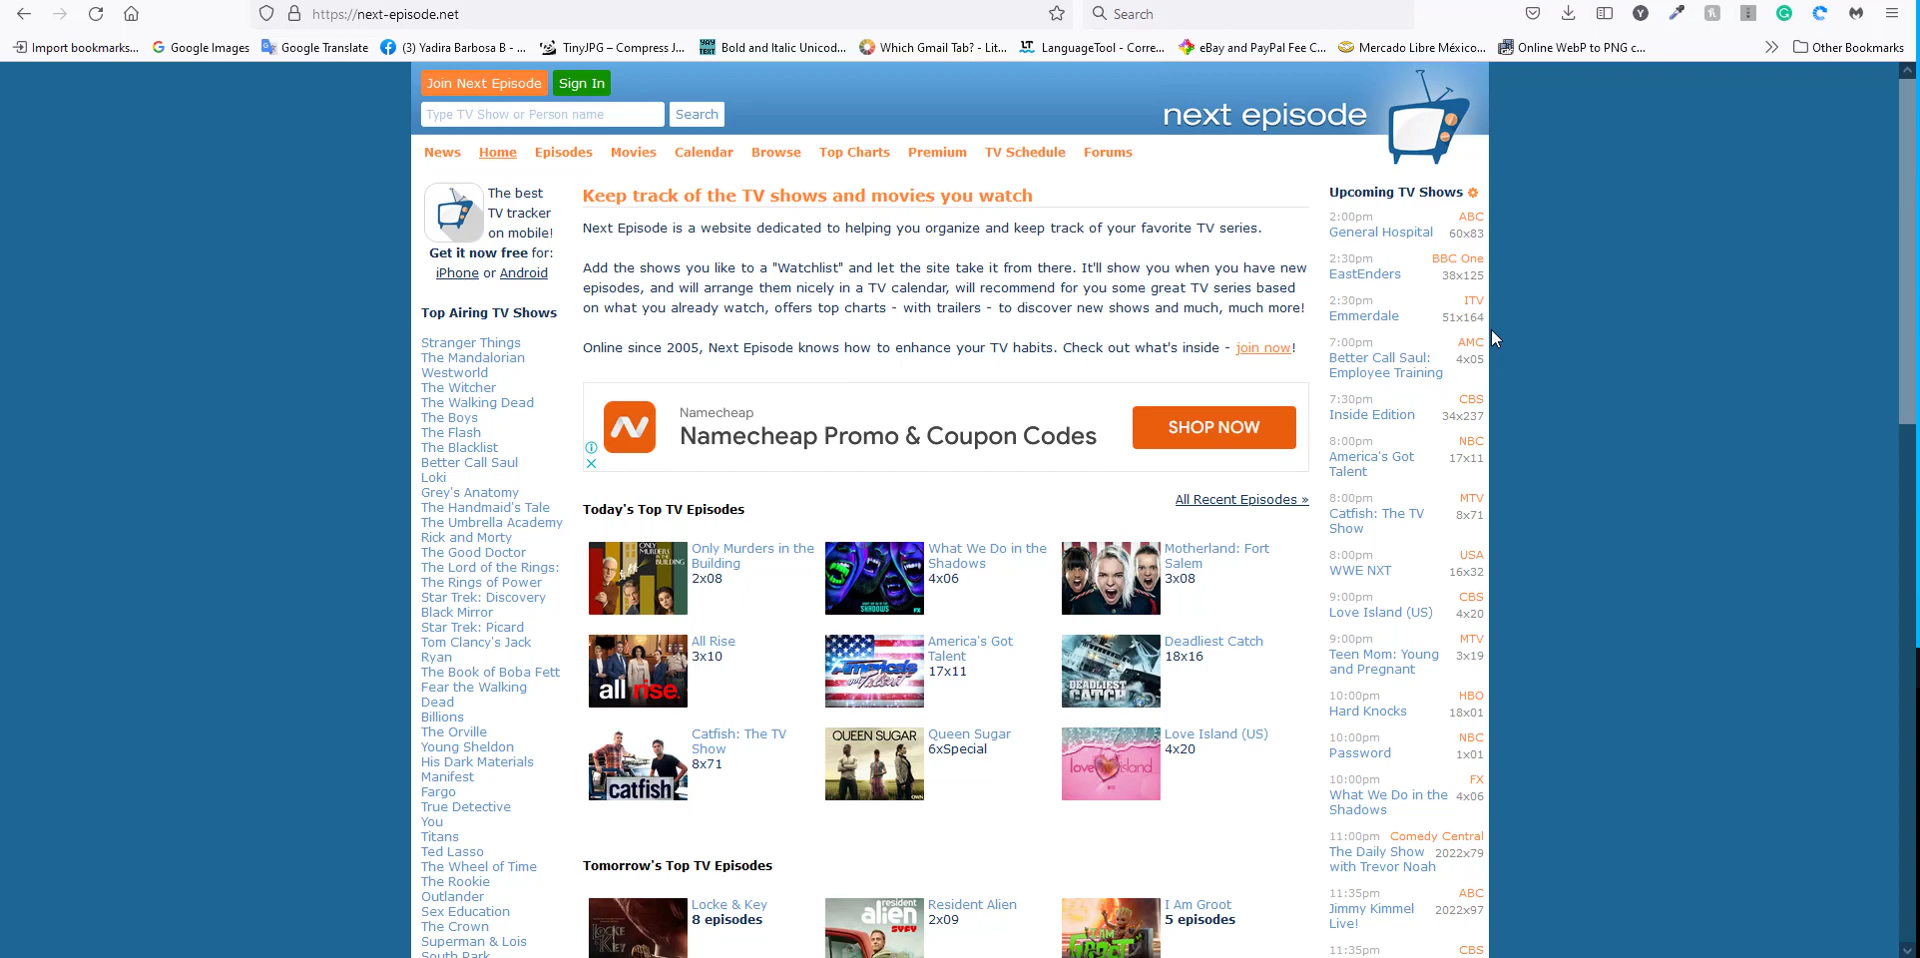 https://next-episode.net
Search
Import bookmarks...
Google Images
Google Translate
(3) Yadira Barbosa B - ...
TinyJPG – Compress J...
Bold and Italic Unicod...
Which Gmail Tab? - Lit...
LanguageTool - Corre...
eBay and PayPal Fee C...
Mercado Libre México...
Online WebP to PNG c...
Other Bookmarks
Join Next Episode
Sign In
Type TV Show or Person name
Search
next episode
News
Home
Episodes
Movies
Calendar
Browse
Top Charts
Premium
TV Schedule
Forums
The best
TV tracker
on mobile!
Get it now free for:
iPhone or Android
Top Airing TV Shows
Stranger Things
The Mandalorian
Westworld
The Witcher
The Walking Dead
The Boys
The Flash
The Blacklist
Better Call Saul
Loki
Grey's Anatomy
The Handmaid's Tale
The Umbrella Academy
Rick and Morty
The Good Doctor
The Lord of the Rings:
The Rings of Power
Star Trek: Discovery
Black Mirror
Star Trek: Picard
Tom Clancy's Jack
Ryan
The Book of Boba Fett
Fear the Walking
Dead
Billions
The Orville
Young Sheldon
His Dark Materials
Manifest
Fargo
True Detective
You
Titans
Ted Lasso
The Wheel of Time
The Rookie
Outlander
Sex Education
The Crown
Superman & Lois
South Park
Keep track of the TV shows and movies you watch
Next Episode is a website dedicated to helping you organize and keep track of your favorite TV series.
Add the shows you like to a "Watchlist" and let the site take it from there. It'll show you when you have new
episodes, and will arrange them nicely in a TV calendar, will recommend for you some great TV series based
on what you already watch, offers top charts - with trailers - to discover new shows and much, much more!
Online since 2005, Next Episode knows how to enhance your TV habits. Check out what's inside - join now!
Namecheap
Namecheap Promo & Coupon Codes
SHOP NOW
All Recent Episodes »
Today's Top TV Episodes
ONLY MURDERS IN THE BUILDING
Only Murders in the
Building
2x08
SHADOWS
FX
What We Do in the
Shadows
4x06
Motherland: Fort
Salem
3x08
all rise.
All Rise
3x10
America's
Got Talent
America's Got
Talent
17x11
DEADLIEST
CATCH
Deadliest Catch
18x16
catfish
Catfish: The TV
Show
8x71
QUEEN SUGAR
OWN
Queen Sugar
6xSpecial
love island
Love Island (US)
4x20
Tomorrow's Top TV Episodes
LOCKE
& KEY
Locke & Key
8 episodes
resident
alien
SYFY
Resident Alien
2x09
I AM
GROOT
I Am Groot
5 episodes
Upcoming TV Shows
2:00pm ABC
General Hospital 60x83
2:30pm BBC One
EastEnders 38x125
2:30pm ITV
Emmerdale 51x164
7:00pm AMC
Better Call Saul: 4x05
Employee Training
7:30pm CBS
Inside Edition 34x237
8:00pm NBC
America's Got 17x11
Talent
8:00pm MTV
Catfish: The TV 8x71
Show
8:00pm USA
WWE NXT 16x32
9:00pm CBS
Love Island (US) 4x20
9:00pm MTV
Teen Mom: Young 3x19
and Pregnant
10:00pm HBO
Hard Knocks 18x01
10:00pm NBC
Password 1x01
10:00pm FX
What We Do in the 4x06
Shadows
11:00pm Comedy Central
The Daily Show 2022x79
with Trevor Noah
11:35pm ABC
Jimmy Kimmel 2022x97
Live!
11:35pm CBS